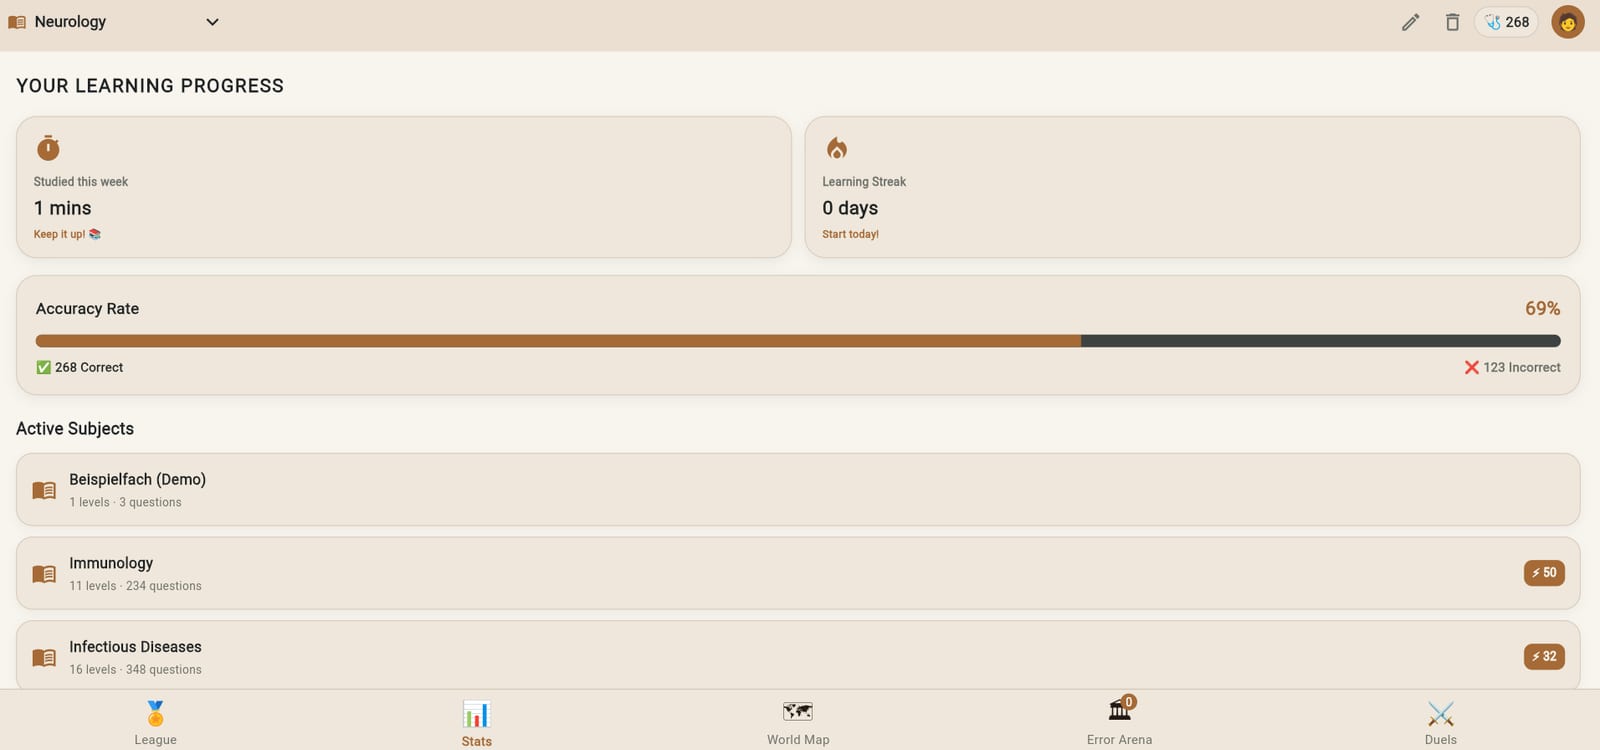 Neurology
268
YOUR LEARNING PROGRESS
Studied this week
1 mins
Keep it up! 📚
Learning Streak
0 days
Start today!
Accuracy Rate
69%
✅ 268 Correct
❌ 123 Incorrect
Active Subjects
Beispielfach (Demo)
1 levels · 3 questions
Immunology
11 levels · 234 questions
⚡ 50
Infectious Diseases
16 levels · 348 questions
⚡ 32
League
Stats
World Map
0
Error Arena
Duels